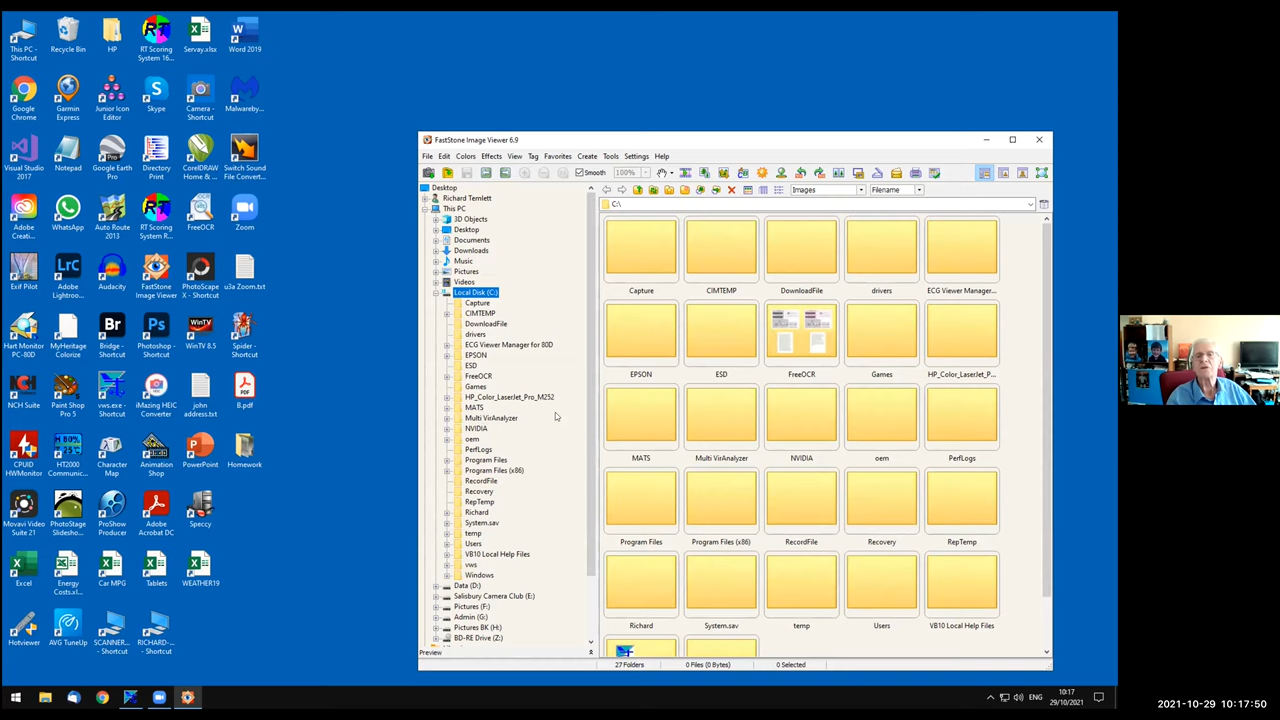 This PC - Shortcut
Recycle Bin
HP
RT Scoring System 16...
Servay.xlsx
Word 2019
Google Chrome
Garmin Express
Junior Icon Editor
Skype
Camera - Shortcut
Malwareby...
Visual Studio 2017
Notepad
Google Earth Pro
Directory Print
CorelDRAW Home &...
Switch Sound File Convert...
Adobe Creati...
WhatsApp
Auto Route 2013
RT Scoring System R...
FreeOCR
Zoom
Exif Pilot
Adobe Lightroo...
Audacity
FastStone Image Viewer
PhotoScape X - Shortcut
u3a Zoom.txt
Hart Monitor PC-80D
MyHeritage Colorize
Bridge - Shortcut
Photoshop - Shortcut
WinTV 8.5
Spider - Shortcut
NCH Suite
Paint Shop Pro 5
vws.exe - Shortcut
iMazing HEIC Converter
john address.txt
B.pdf
CPUID HWMonitor
HT2000 Communic...
Character Map
Animation Shop
PowerPoint
Homework
Movavi Video Suite 21
PhotoStage Slidesho...
ProShow Producer
Adobe Acrobat DC
Speccy
Excel
Energy Costs.xl...
Car MPG
Tablets
WEATHER19
Hotviewer
AVG TuneUp
SCANNER... - Shortcut
RICHARD-... - Shortcut
FastStone Image Viewer 6.9
File Edit Colors Effects View Tag Favorites Create Tools Settings Help
Smooth 100%
Images Filename
C:\
Desktop
Richard Temlett
This PC
3D Objects
Desktop
Documents
Downloads
Music
Pictures
Videos
Local Disk (C:)
Capture
CIMTEMP
DownloadFile
drivers
ECG Viewer Manager for 80D
EPSON
ESD
FreeOCR
Games
HP_Color_LaserJet_Pro_M252
MATS
Multi VirAnalyzer
NVIDIA
oem
PerfLogs
Program Files
Program Files (x86)
RecordFile
Recovery
RepTemp
Richard
System.sav
temp
Users
VB10 Local Help Files
vws
Windows
Data (D:)
Salisbury Camera Club (E:)
Pictures (F:)
Admin (G:)
Pictures BK (H:)
BD-RE Drive (Z:)
Preview
Capture CIMTEMP DownloadFile drivers ECG Viewer Manager...
EPSON ESD FreeOCR Games HP_Color_LaserJet_P...
MATS Multi VirAnalyzer NVIDIA oem PerfLogs
Program Files Program Files (x86) RecordFile Recovery RepTemp
Richard System.sav temp Users VB10 Local Help Files
27 Folders 0 Files (0 Bytes) 0 Selected
ENG
10:17
29/10/2021
2021-10-29 10:17:50